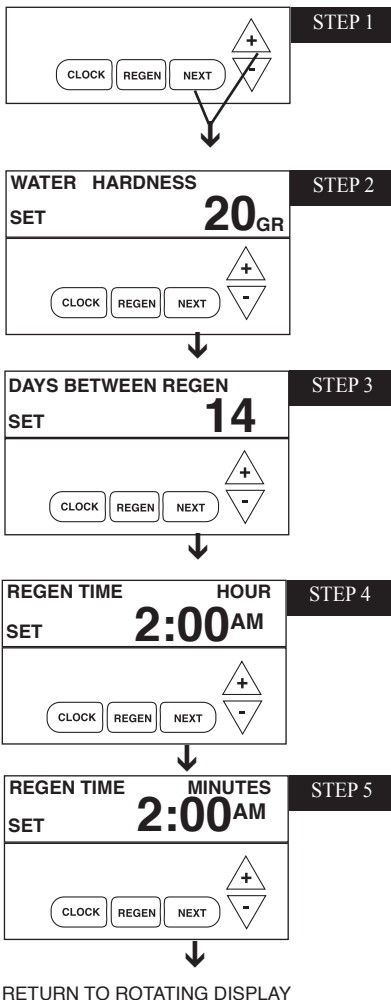 STEP 1
+
CLOCK REGEN NEXT -
WATER HARDNESS STEP 2
SET 20GR
+
CLOCK REGEN NEXT -
DAYS BETWEEN REGEN STEP 3
SET 14
+
CLOCK REGEN NEXT -
REGEN TIME HOUR STEP 4
SET 2:00AM
+
CLOCK REGEN NEXT -
REGEN TIME MINUTES STEP 5
SET 2:00AM
+
CLOCK REGEN NEXT -
RETURN TO ROTATING DISPLAY